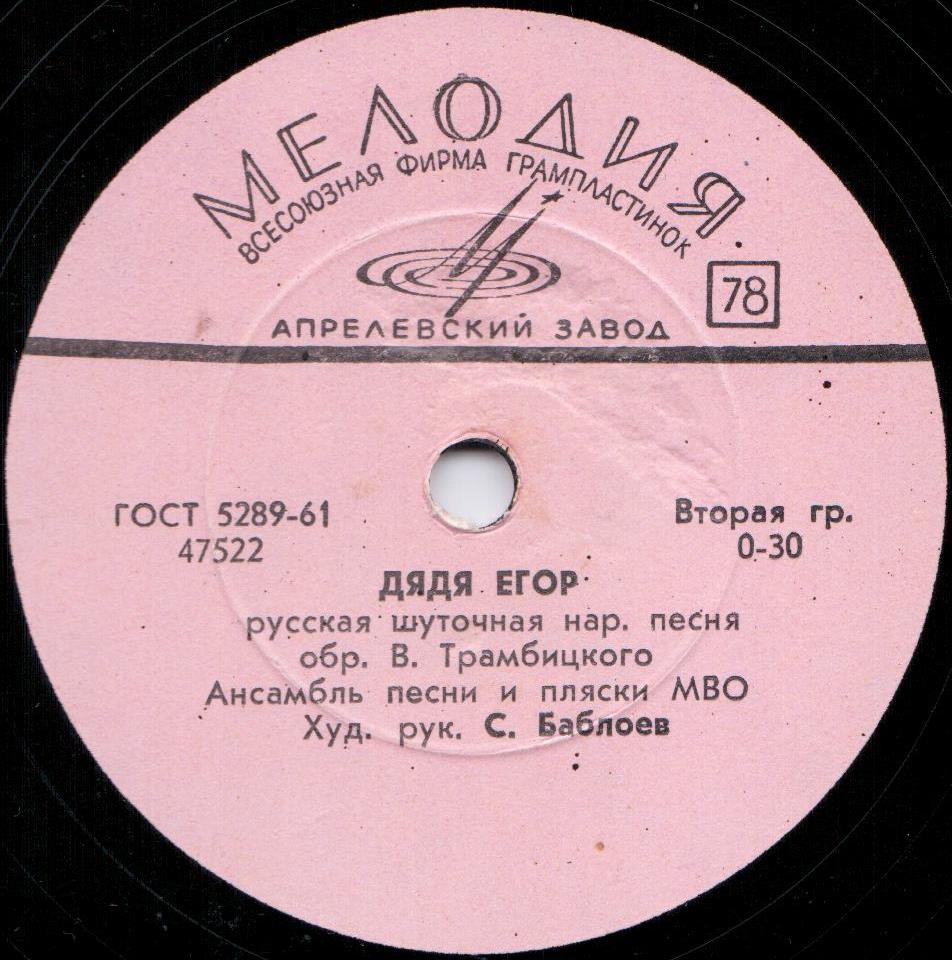 МЕЛОДИЯ
ВСЕСОЮЗНАЯ ФИРМА ГРАМПЛАСТИНОК
78
АПРЕЛЕВСКИЙ ЗАВОД
ГОСТ 5289-61
47522
Вторая гр.
0-30
ДЯДЯ ЕГОР
русская шуточная нар. песня
обр. В. Трамбицкого
Ансамбль песни и пляски МВО
Худ. рук. С. Баблоев